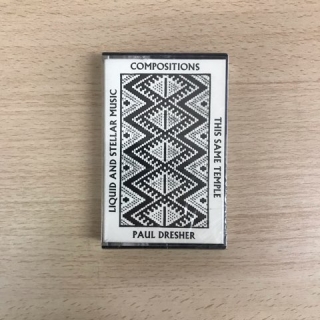 COMPOSITIONS
LIQUID AND STELLAR MUSIC
THIS SAME TEMPLE
PAUL DRESHER